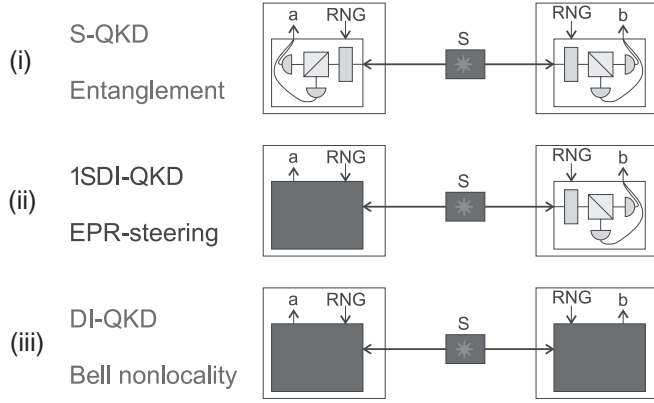 S-QKD
a
RNG
S
RNG
b
(i)
Entanglement
1SDI-QKD
a
RNG
S
RNG
b
(ii)
EPR-steering
DI-QKD
a
RNG
S
RNG
b
(iii)
Bell nonlocality